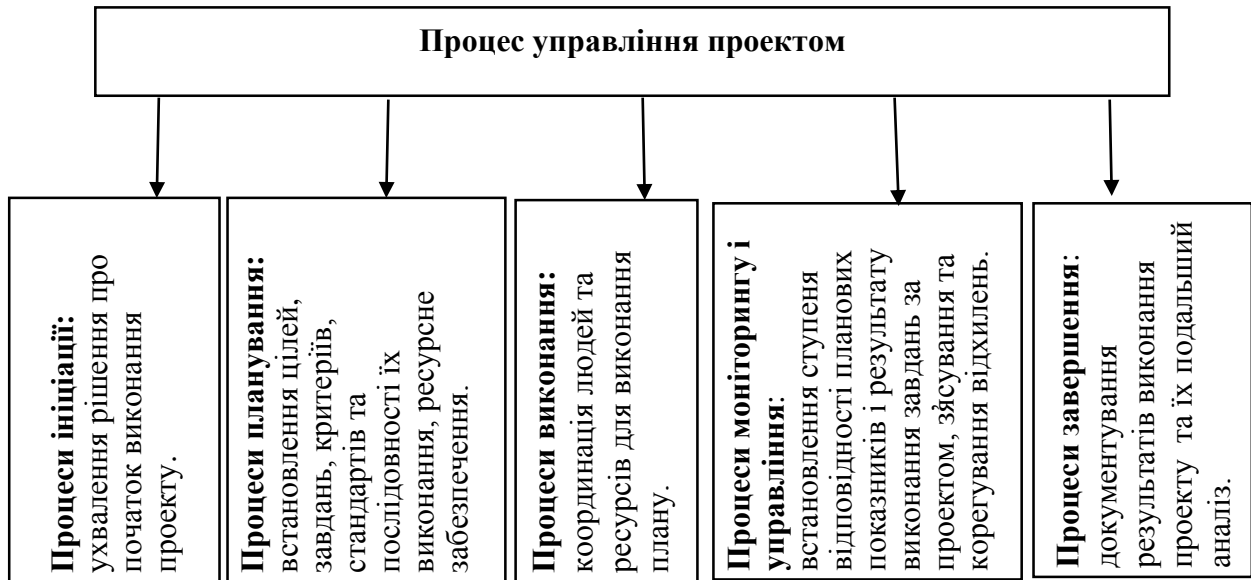 Процес управління проектом
Процеси ініціації:
ухвалення рішення про
початок виконання
проекту.
Процеси планування:
встановлення цілей,
завдань, критеріїв,
стандартів та
послідовності їх
виконання, ресурсне
забезпечення.
Процеси виконання:
координація людей та
ресурсів для виконання
плану.
Процеси моніторингу і
управління:
встановлення ступеня
відповідності планових
показників і результату
виконання завдань за
проектом, з'ясування та
корегування відхилень.
Процеси завершення:
документування
результатів виконання
проекту та їх подальший
аналіз.